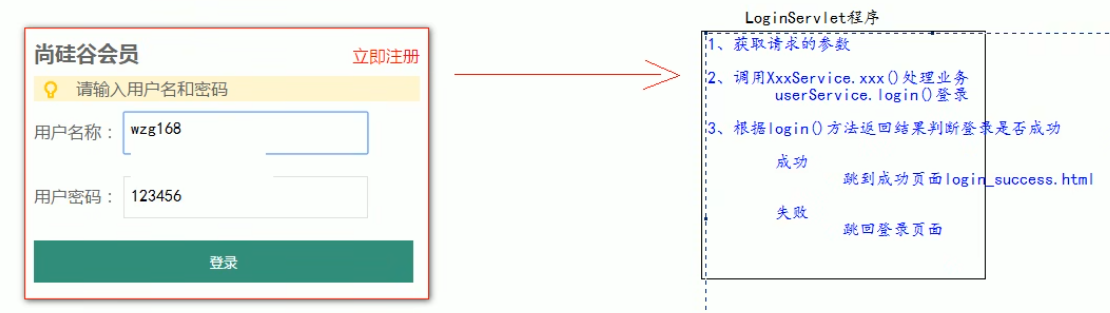 LoginServlet程序
尚硅谷会员 立即注册
请输入用户名和密码
用户名称： wzg168
用户密码： 123456
登录
1、获取请求的参数
2、调用XxxService.xxx()处理业务
userService.login()登录
3、根据login()方法返回结果判断登录是否成功
成功
跳到成功页面login_success.html
失败
跳回登录页面